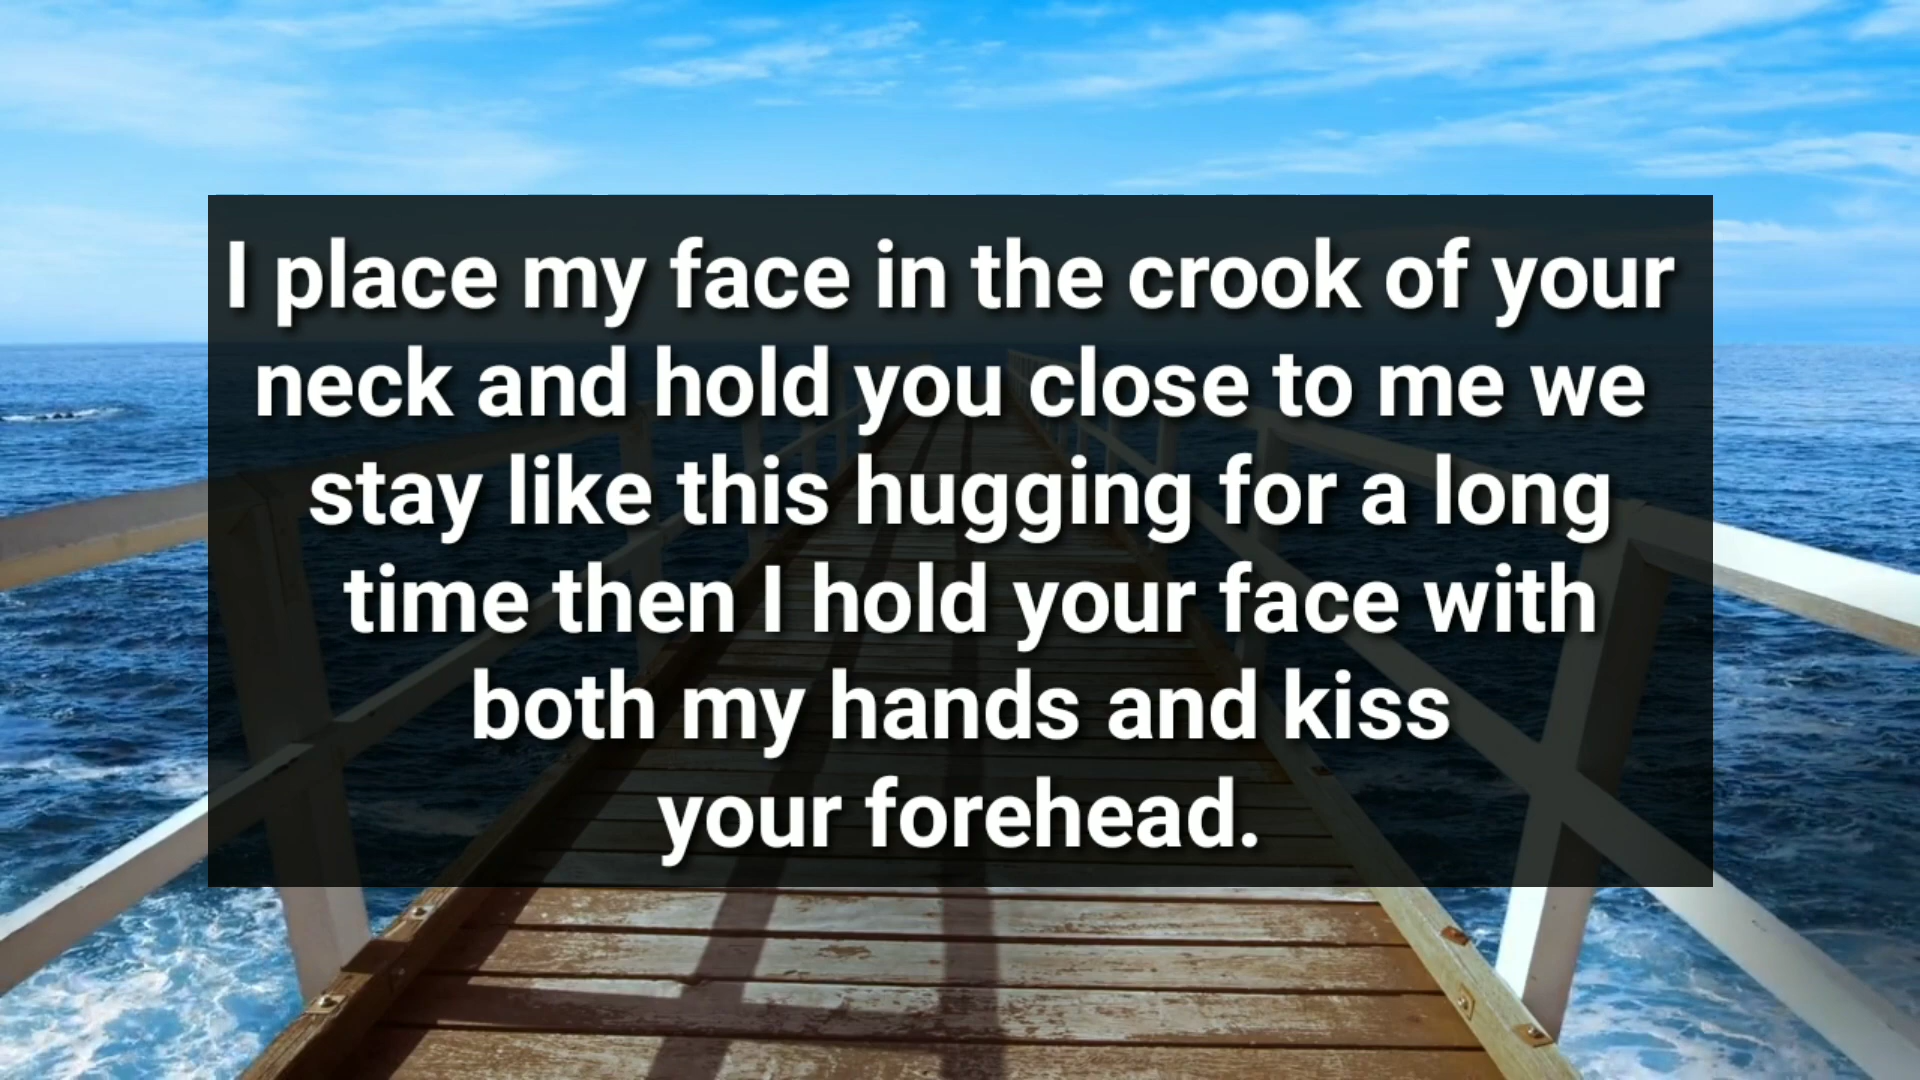 I place my face in the crook of your
neck and hold you close to me we
stay like this hugging for a long
time then I hold your face with
both my hands and kiss
your forehead.